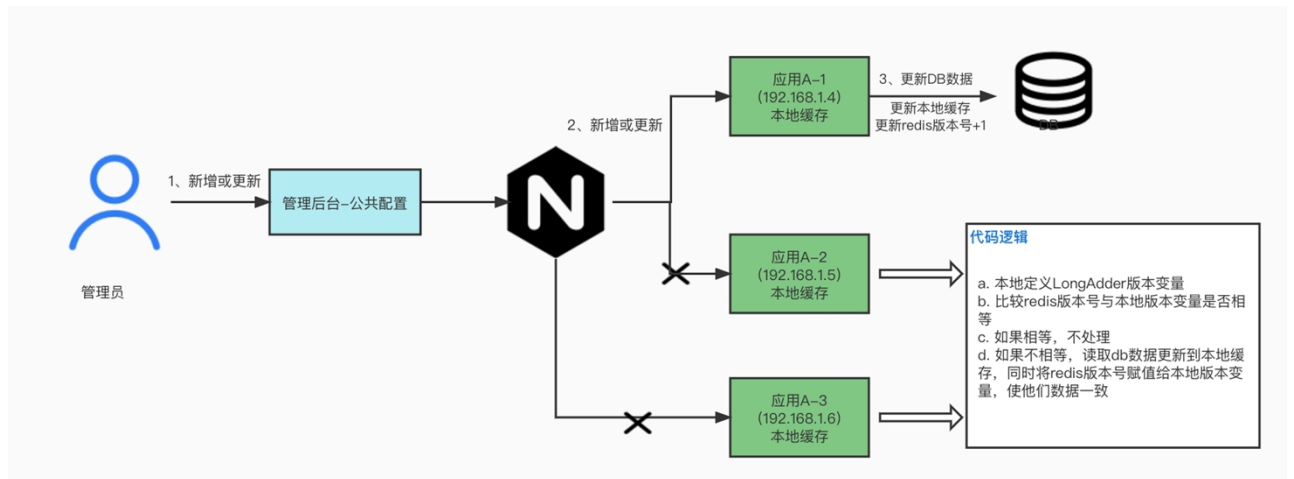 管理员
1、新增或更新
管理后台-公共配置
N
2、新增或更新
应用A-1
(192.168.1.4)
本地缓存
3、更新DB数据
更新本地缓存
更新redis版本号+1
DB
应用A-2
(192.168.1.5)
本地缓存
应用A-3
(192.168.1.6)
本地缓存
代码逻辑
a. 本地定义LongAdder版本变量
b. 比较redis版本号与本地版本变量是否相
等
c. 如果相等，不处理
d. 如果不相等，读取db数据更新到本地缓
存，同时将redis版本号赋值给本地版本变
量，使他们数据一致